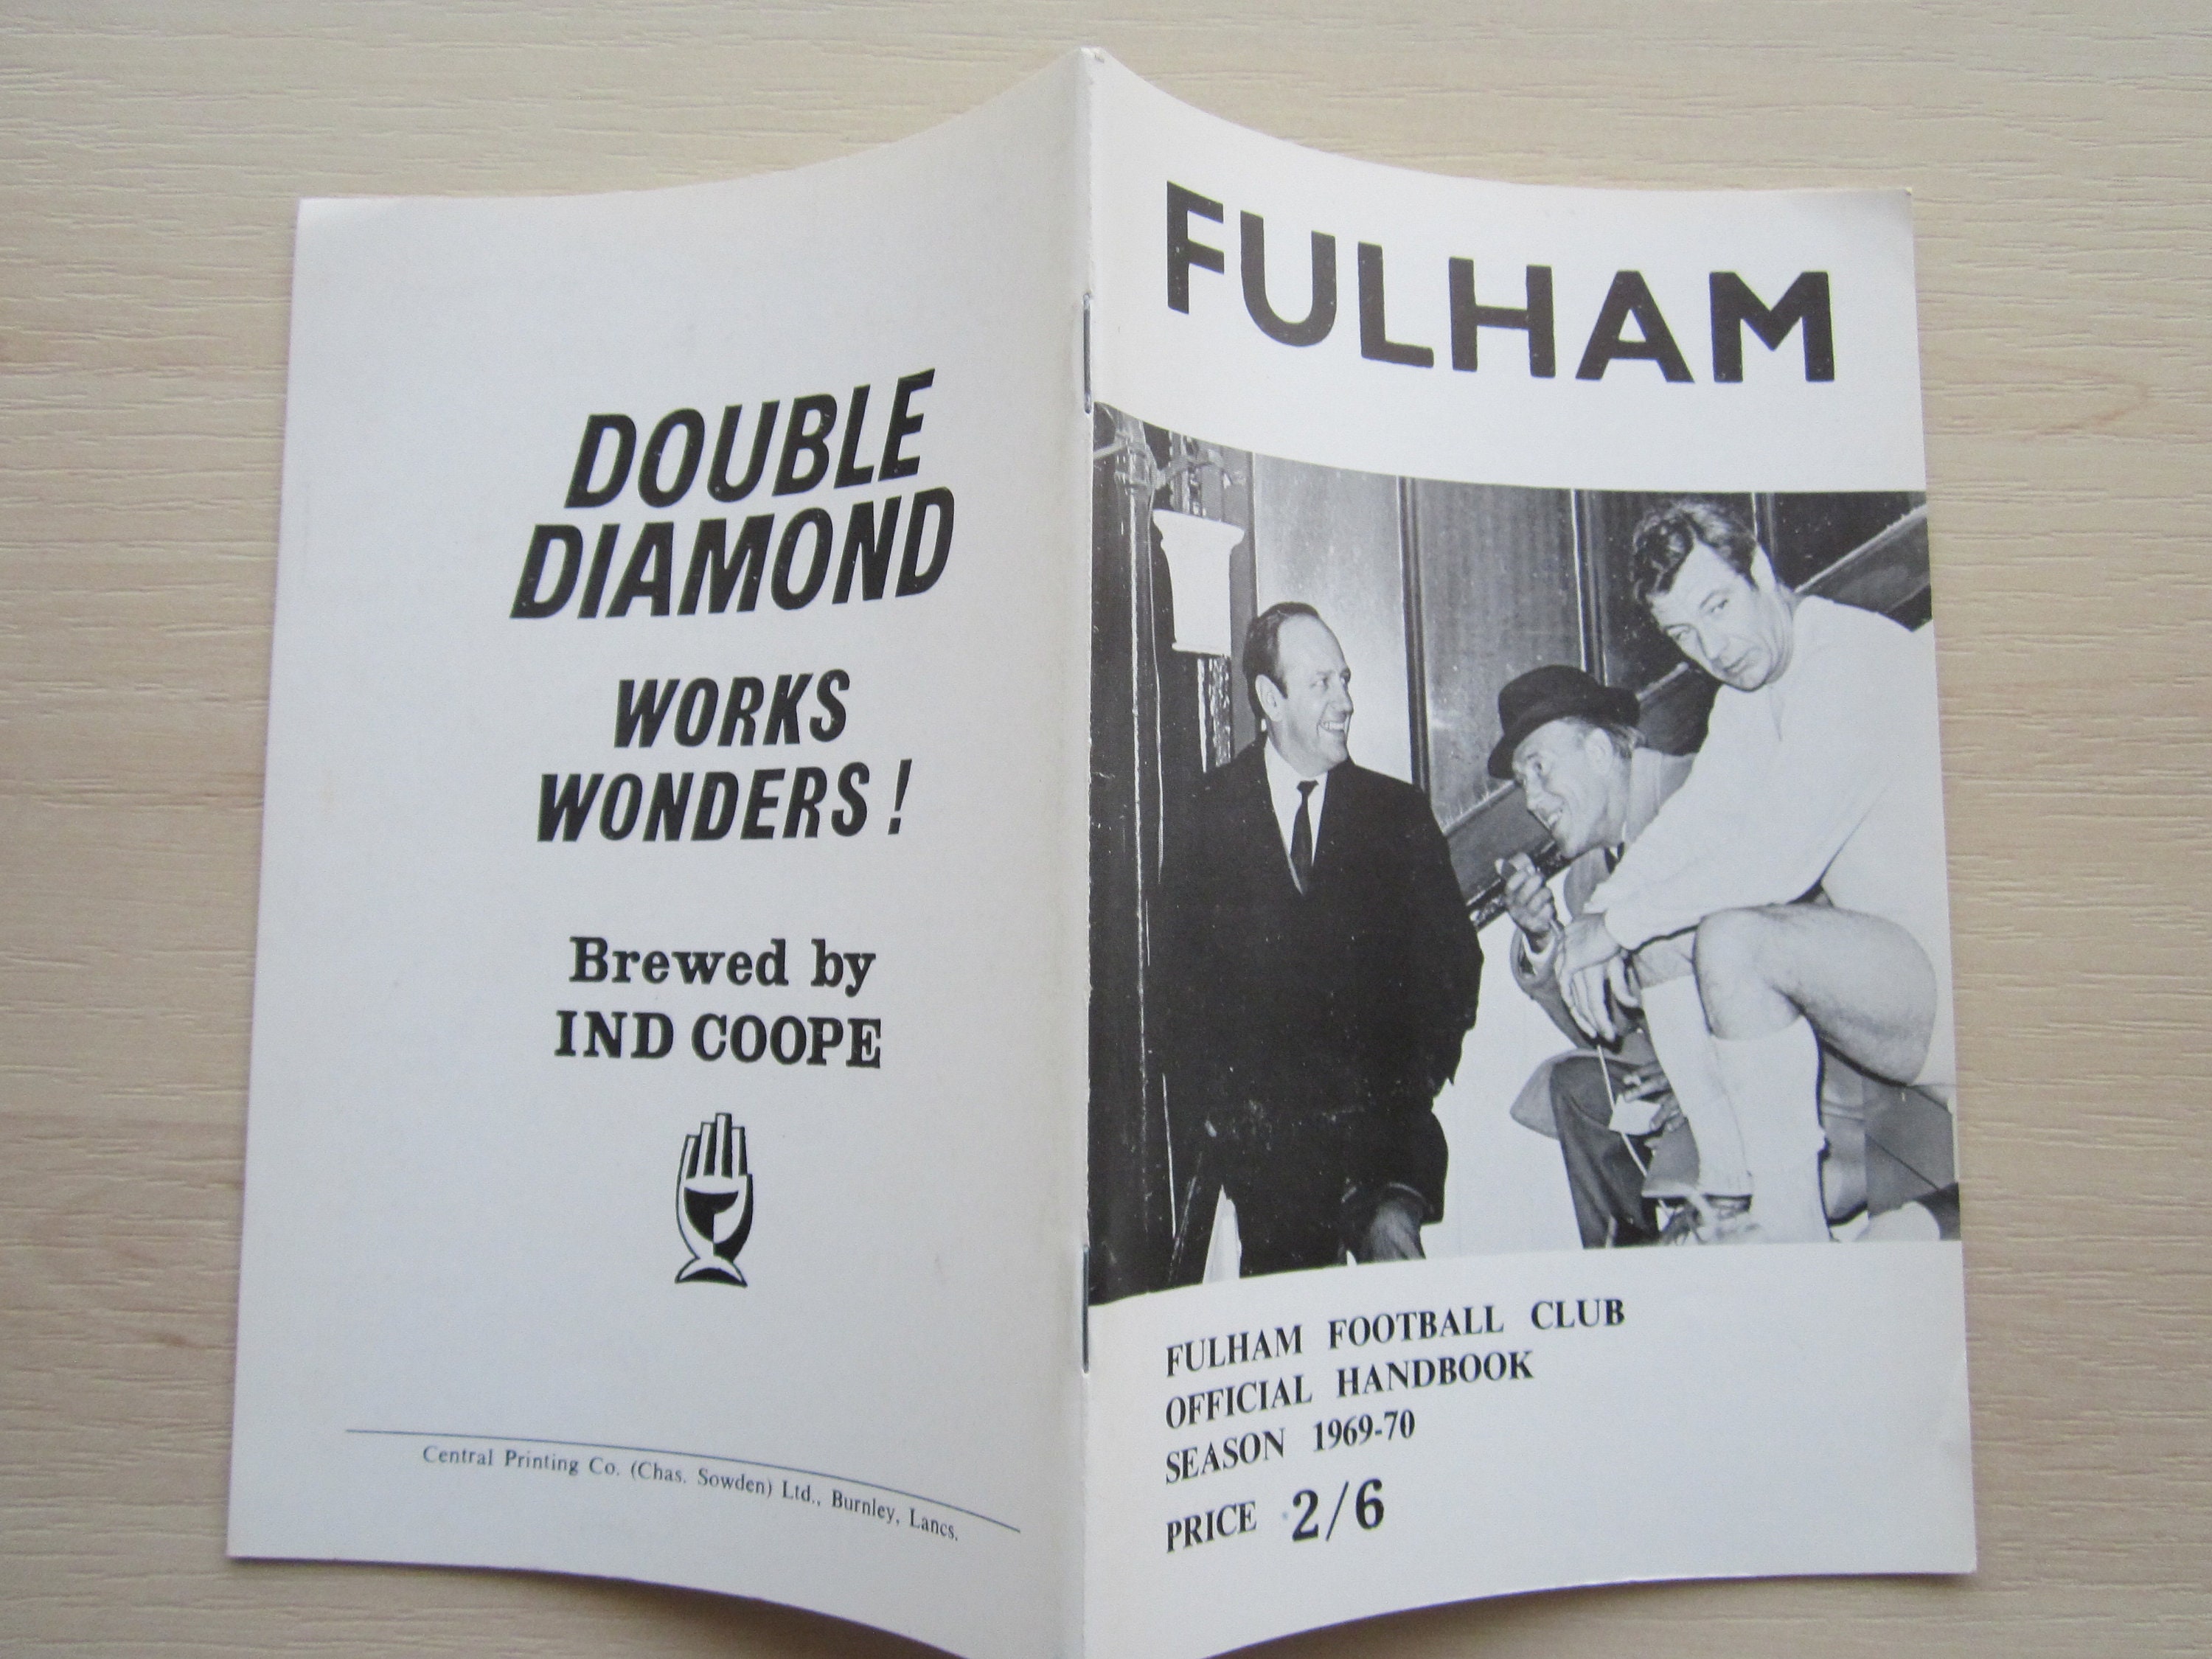 DOUBLE
DIAMOND
WORKS
WONDERS!
Brewed by
IND COOPE
Central Printing Co. (Chas. Sowden) Ltd., Burnley, Lancs.
FULHAM
FULHAM FOOTBALL CLUB
OFFICIAL HANDBOOK
SEASON 1969-70
PRICE 2/6